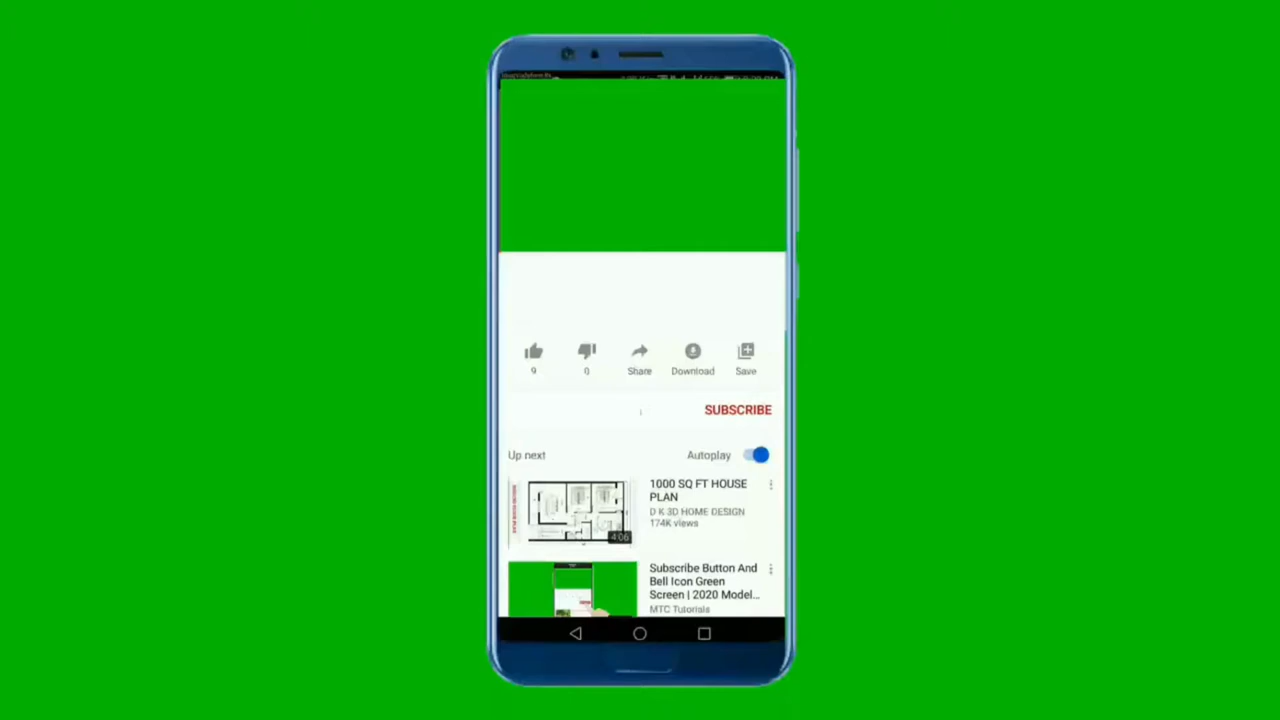 9
0
Share
Download
Save
SUBSCRIBE
Up next
Autoplay
1000 SQ FT HOUSE
PLAN
D K 3D HOME DESIGN
174K views
4:06
Subscribe Button And
Bell Icon Green
Screen | 2020 Model...
MTC Tutorials